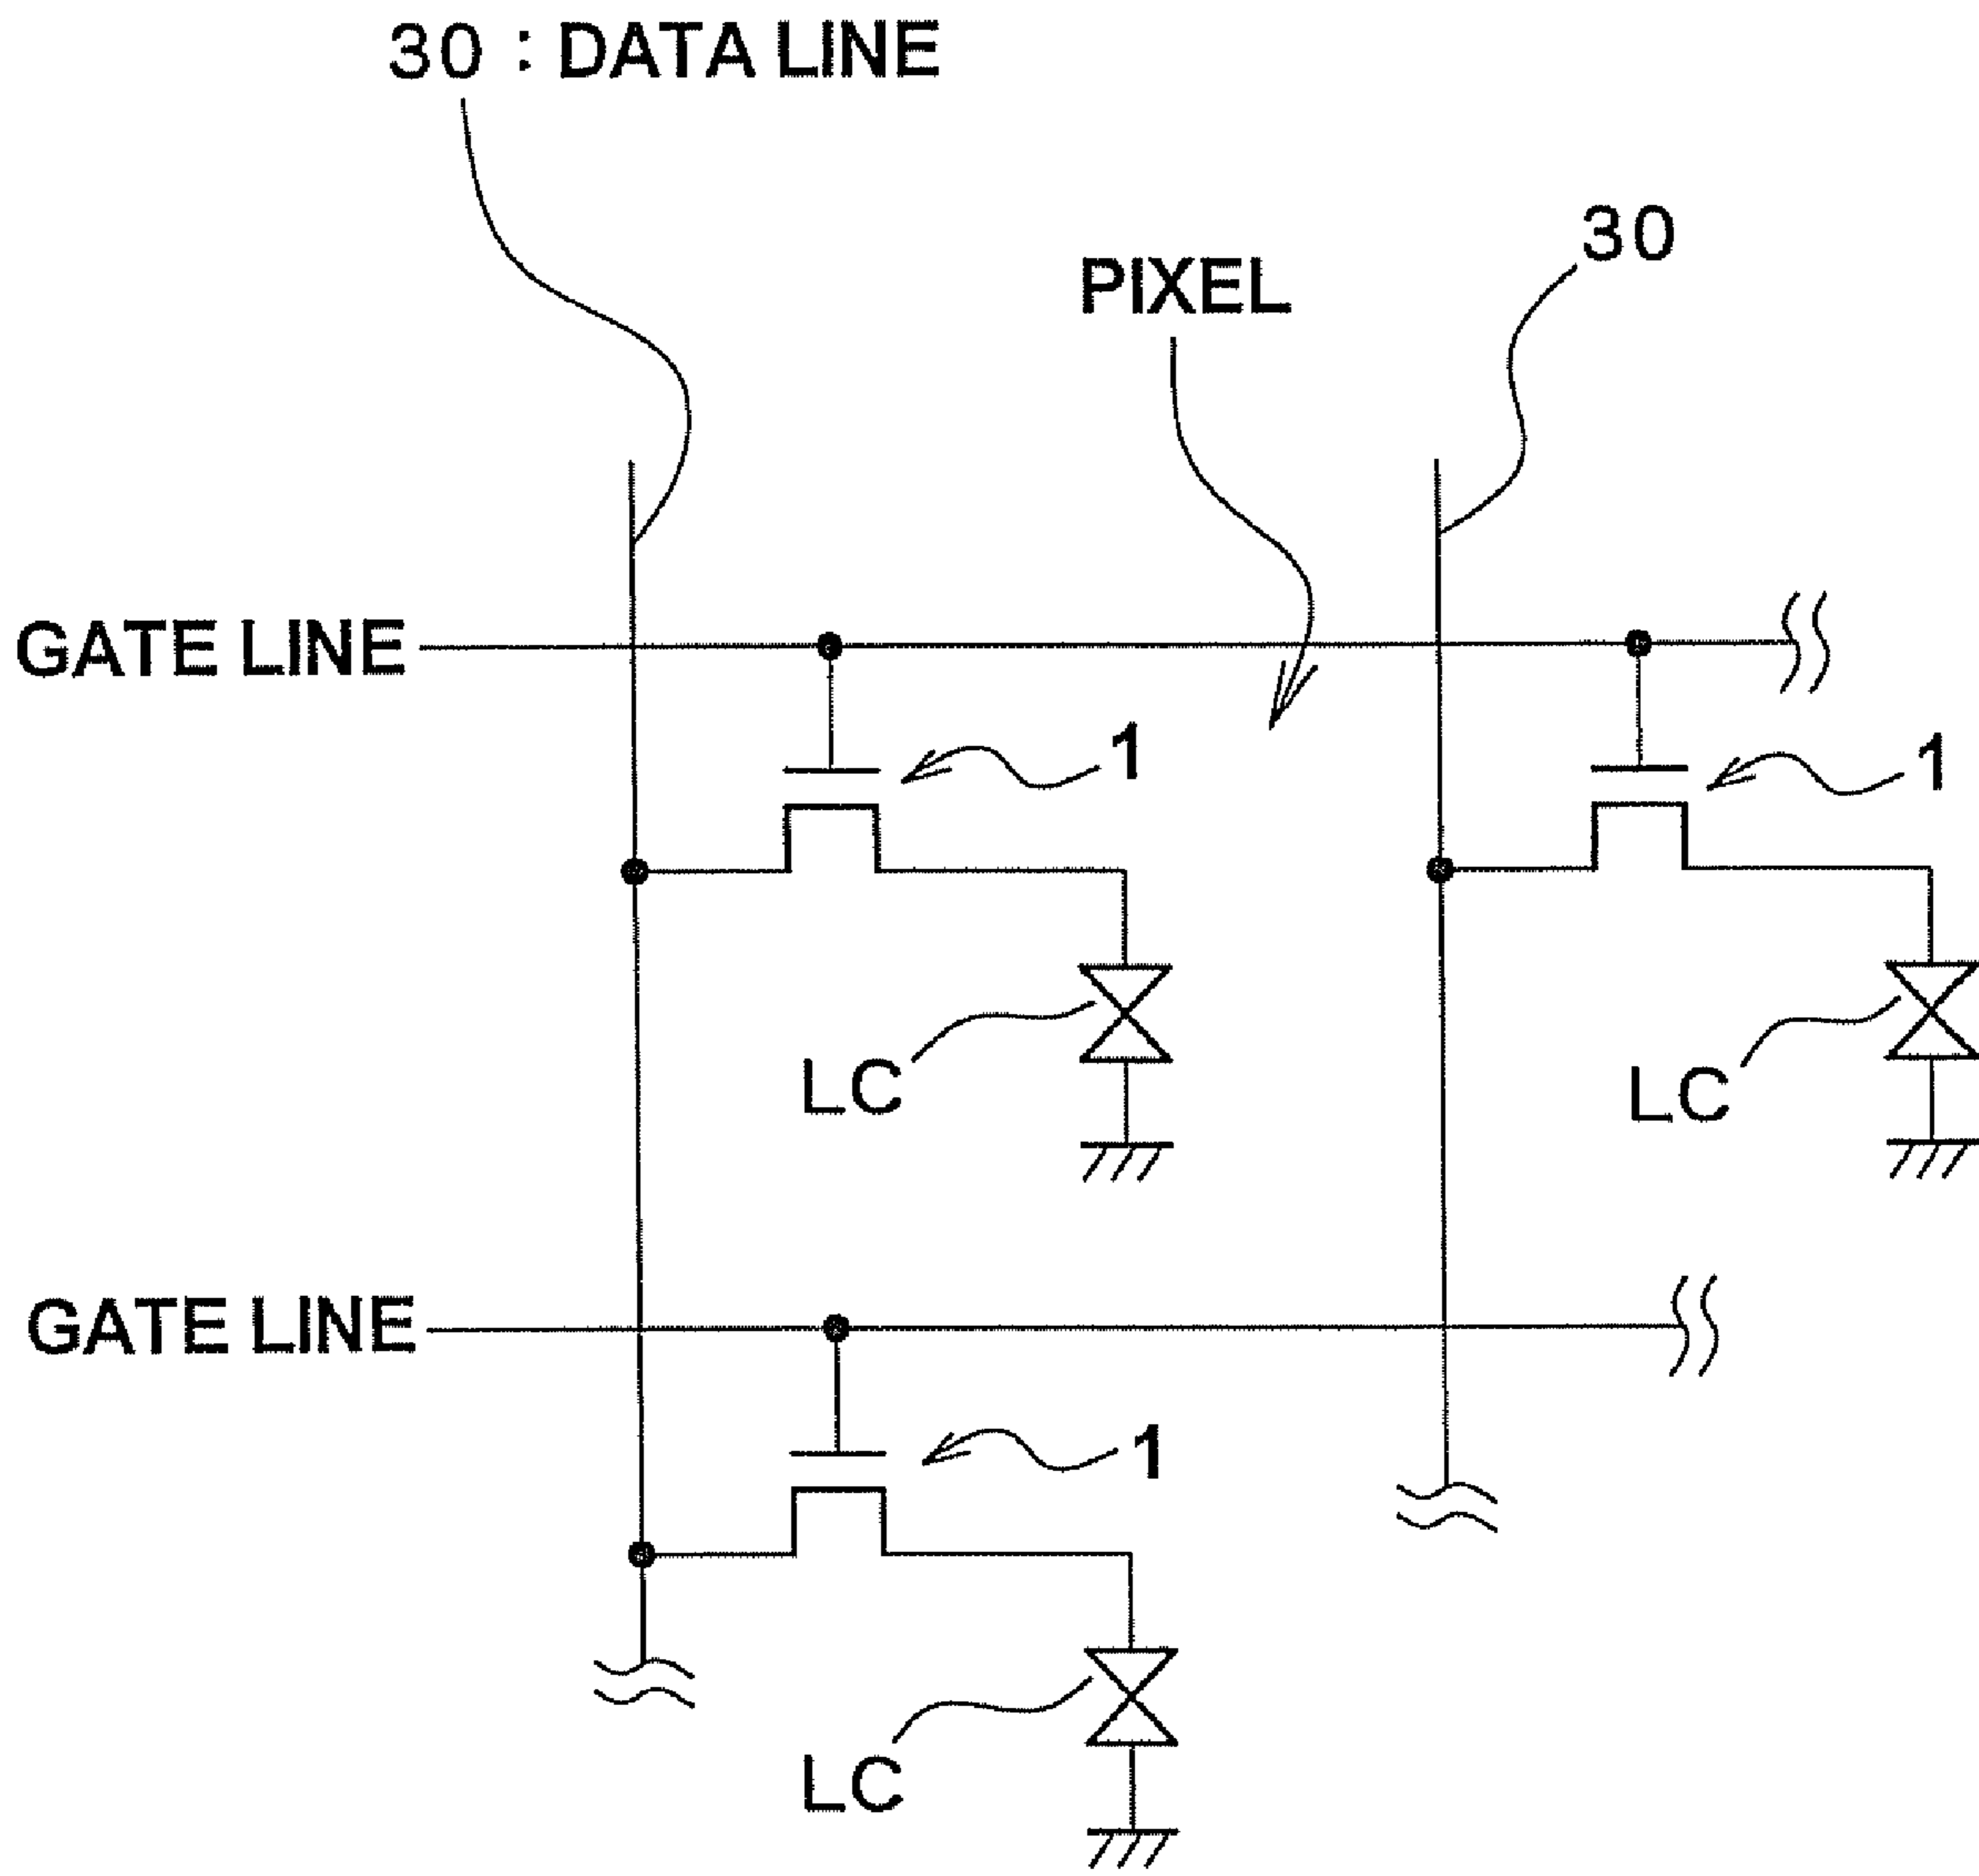 30 : DATA LINE
30
PIXEL
GATE LINE
1
1
LC
LC
GATE LINE
1
LC